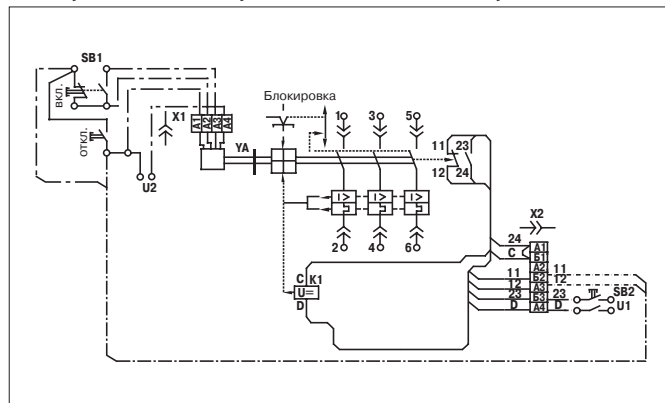 SB1
ВКЛ.
ОТКЛ.
X1
A1 A2 A3 A4
U2
YA
Блокировка
1 3 5
I> I> I>
2 4 6
11 23
12 24
C K1
U=
D
X2
24 A1
C Б1
A2 11
11 Б2 12
12 A3
23 Б3 23 SB2
D A4 D U1